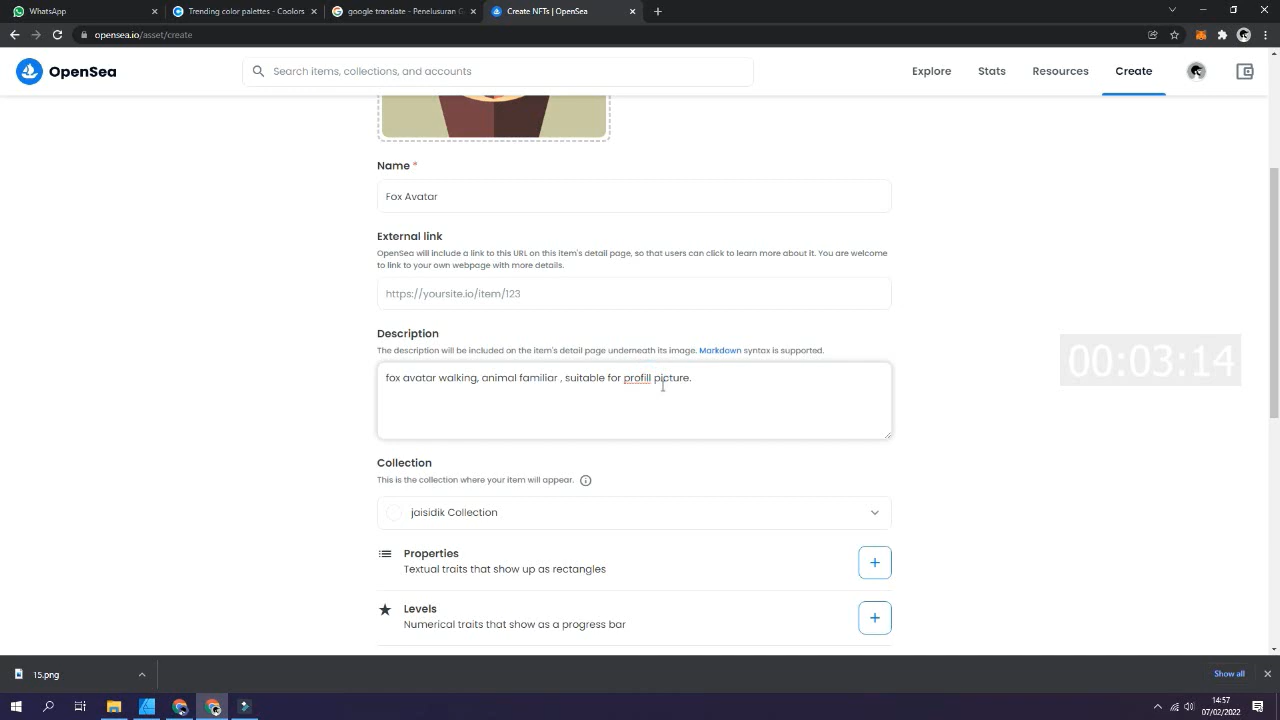 WhatsApp
Trending color palettes - Coolors
google translate - Penelusuran G
Create NFTs | OpenSea
opensea.io/asset/create
OpenSea
Search items, collections, and accounts
Explore
Stats
Resources
Create
Name *
Fox Avatar
External link
OpenSea will include a link to this URL on this item's detail page, so that users can click to learn more about it. You are welcome
to link to your own webpage with more details.
https://yoursite.io/item/123
Description
The description will be included on the item's detail page underneath its image. Markdown syntax is supported.
00:03:14
fox avatar walking, animal familiar , suitable for profill picture.
Collection
This is the collection where your item will appear.
jaisidik Collection
Properties
Textual traits that show up as rectangles
Levels
Numerical traits that show as a progress bar
15.png
Show all
14:57
07/02/2022